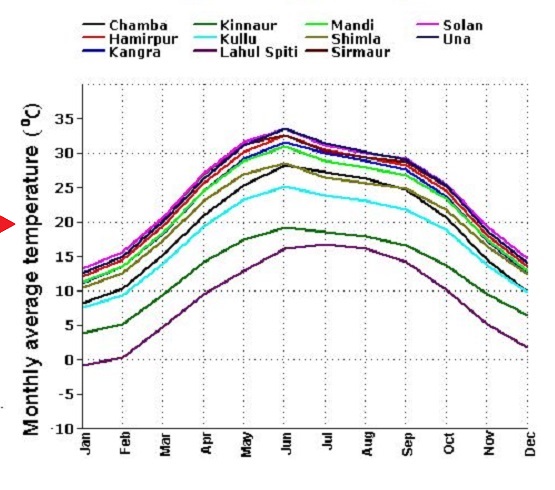 Chamba Kinnaur Mandi Solan
Hamirpur Kullu Shimla Una
Kangra Lahul Spiti Sirmaur
Monthly average temperature (⁰C)
35
30
25
20
15
10
5
0
-5
-10
Jan Feb Mar Apr May Jun Jul Aug Sep Oct Nov Dec